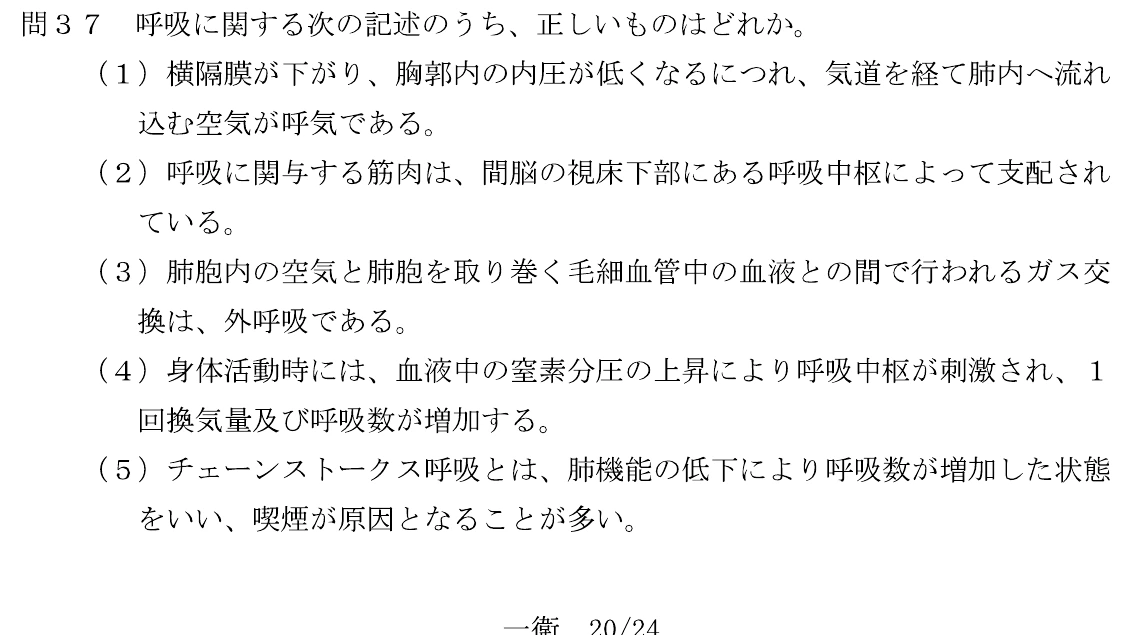 問３７　呼吸に関する次の記述のうち、正しいものはどれか。
（１）横隔膜が下がり、胸郭内の内圧が低くなるにつれ、気道を経て肺内へ流れ
込む空気が呼気である。
（２）呼吸に関与する筋肉は、間脳の視床下部にある呼吸中枢によって支配され
ている。
（３）肺胞内の空気と肺胞を取り巻く毛細血管中の血液との間で行われるガス交
換は、外呼吸である。
（４）身体活動時には、血液中の窒素分圧の上昇により呼吸中枢が刺激され、１
回換気量及び呼吸数が増加する。
（５）チェーンストークス呼吸とは、肺機能の低下により呼吸数が増加した状態
をいい、喫煙が原因となることが多い。
一衛　20/24